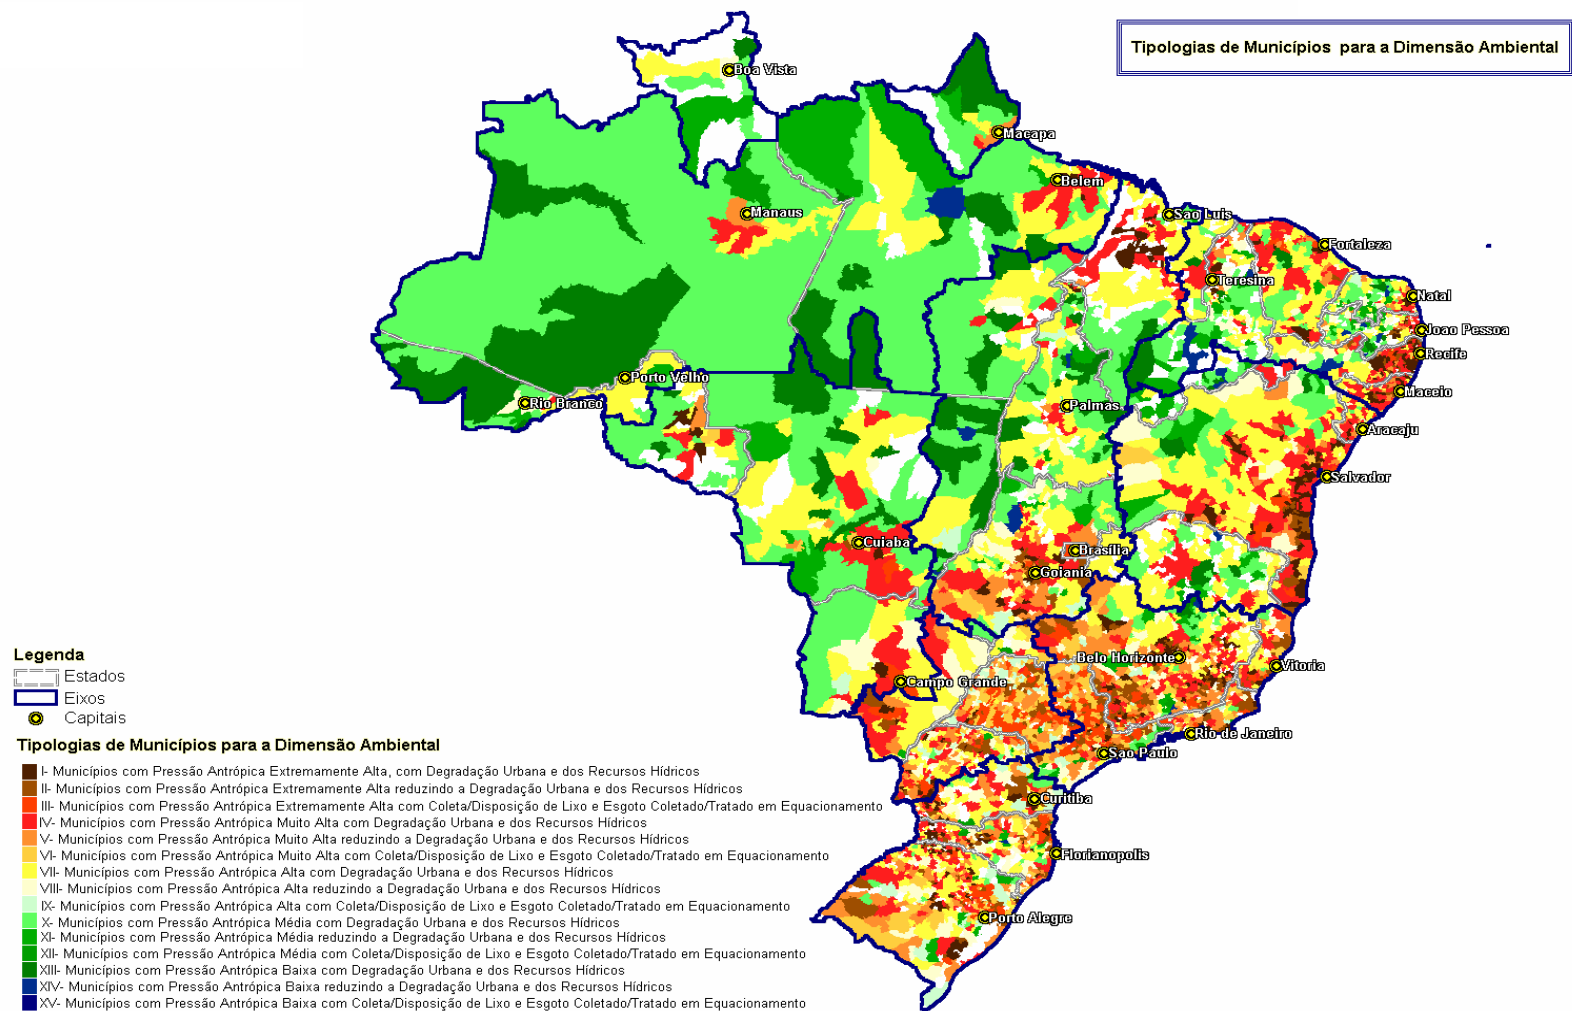 Tipologias de Municípios para a Dimensão Ambiental
Boa Vista
Macapa
Belem
Manaus
Sao Luis
Fortaleza
Teresina
Natal
Joao Pessoa
Recife
Porto Velho
Maceio
Rio Branco
Palmas
Aracaju
Salvador
Cuiaba
Brasília
Goiania
Belo Horizonte
Vitoria
Campo Grande
Rio de Janeiro
Sao Paulo
Curitiba
Florianopolis
Porto Alegre
Legenda
Estados
Eixos
Capitais
Tipologias de Municípios para a Dimensão Ambiental
I- Municípios com Pressão Antrópica Extremamente Alta, com Degradação Urbana e dos Recursos Hídricos
II- Municípios com Pressão Antrópica Extremamente Alta reduzindo a Degradação Urbana e dos Recursos Hídricos
III- Municípios com Pressão Antrópica Extremamente Alta com Coleta/Disposição de Lixo e Esgoto Coletado/Tratado em Equacionamento
IV- Municípios com Pressão Antrópica Muito Alta com Degradação Urbana e dos Recursos Hídricos
V- Municípios com Pressão Antrópica Muito Alta reduzindo a Degradação Urbana e dos Recursos Hídricos
VI- Municípios com Pressão Antrópica Muito Alta com Coleta/Disposição de Lixo e Esgoto Coletado/Tratado em Equacionamento
VII- Municípios com Pressão Antrópica Alta com Degradação Urbana e dos Recursos Hídricos
VIII- Municípios com Pressão Antrópica Alta reduzindo a Degradação Urbana e dos Recursos Hídricos
IX- Municípios com Pressão Antrópica Alta com Coleta/Disposição de Lixo e Esgoto Coletado/Tratado em Equacionamento
X- Municípios com Pressão Antrópica Média com Degradação Urbana e dos Recursos Hídricos
XI- Municípios com Pressão Antrópica Média reduzindo a Degradação Urbana e dos Recursos Hídricos
XII- Municípios com Pressão Antrópica Média com Coleta/Disposição de Lixo e Esgoto Coletado/Tratado em Equacionamento
XIII- Municípios com Pressão Antrópica Baixa com Degradação Urbana e dos Recursos Hídricos
XIV- Municípios com Pressão Antrópica Baixa reduzindo a Degradação Urbana e dos Recursos Hídricos
XV- Municípios com Pressão Antrópica Baixa com Coleta/Disposição de Lixo e Esgoto Coletado/Tratado em Equacionamento